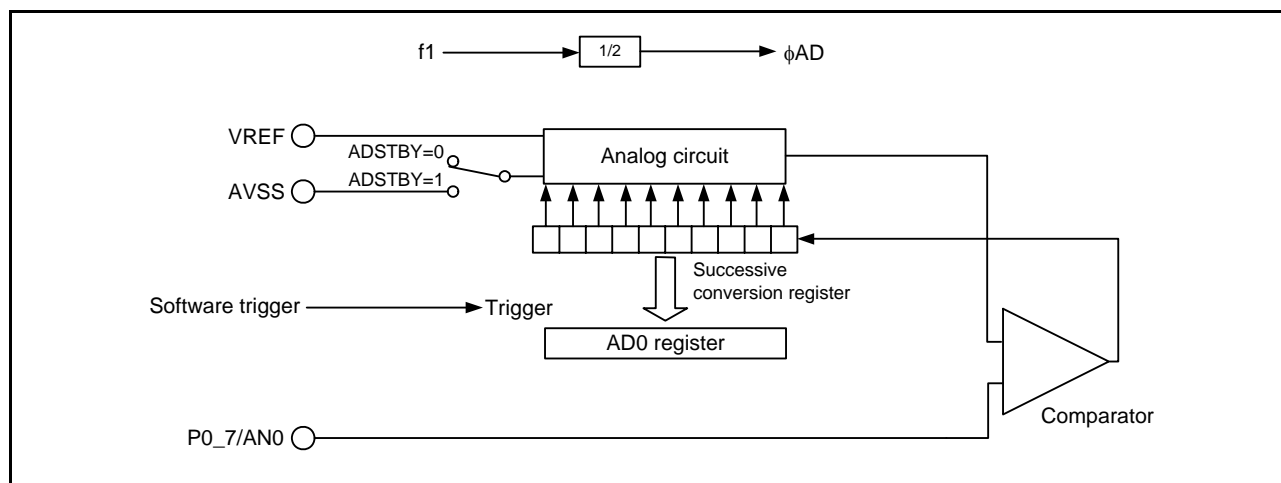 f1
1/2
ϕAD
VREF
ADSTBY=0
Analog circuit
ADSTBY=1
AVSS
Successive
conversion register
Software trigger
Trigger
AD0 register
Comparator
P0_7/AN0